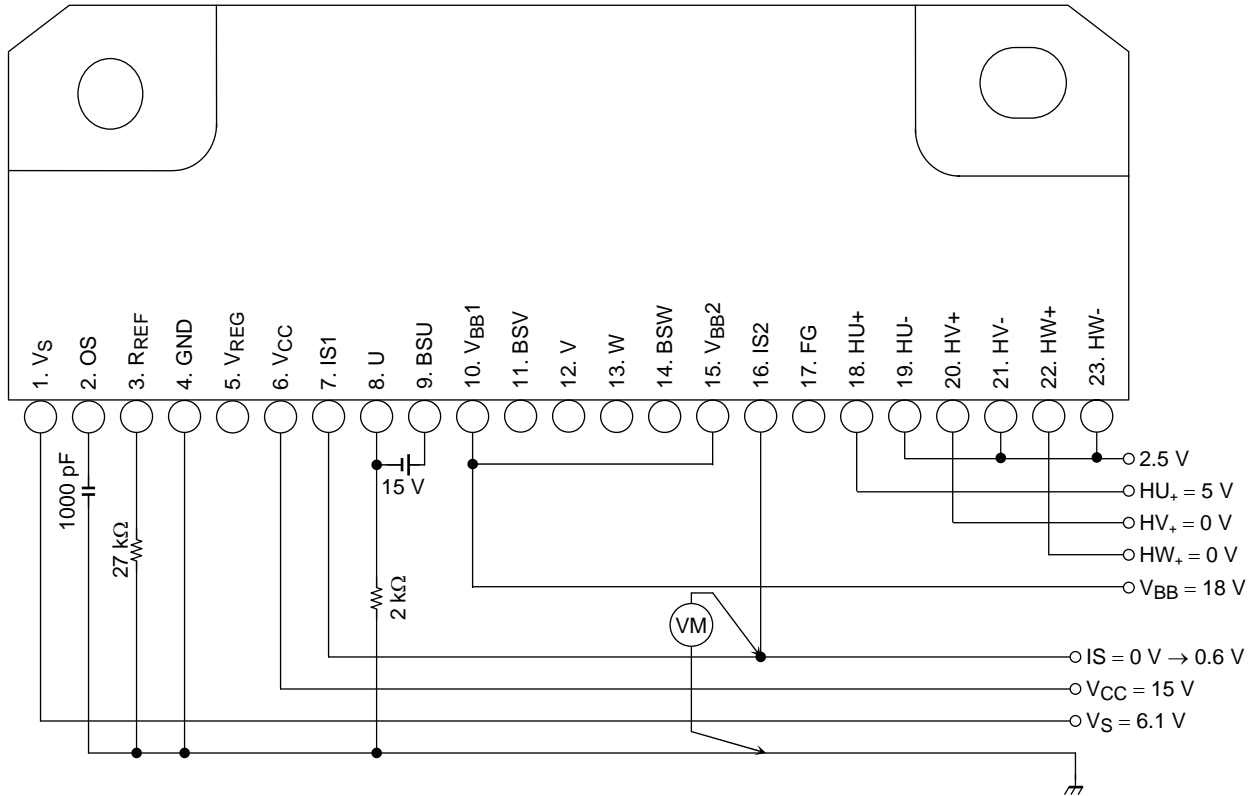 1. VS
2. OS
3. RREF
4. GND
5. VREG
6. VCC
7. IS1
8. U
9. BSU
10. VBB1
11. BSV
12. V
13. W
14. BSW
15. VBB2
16. IS2
17. FG
18. HU+
19. HU-
20. HV+
21. HV-
22. HW+
23. HW-
1000 pF
27 kΩ
15 V
2 kΩ
VM
2.5 V
HU+ = 5 V
HV+ = 0 V
HW+ = 0 V
VBB = 18 V
IS = 0 V → 0.6 V
VCC = 15 V
VS = 6.1 V